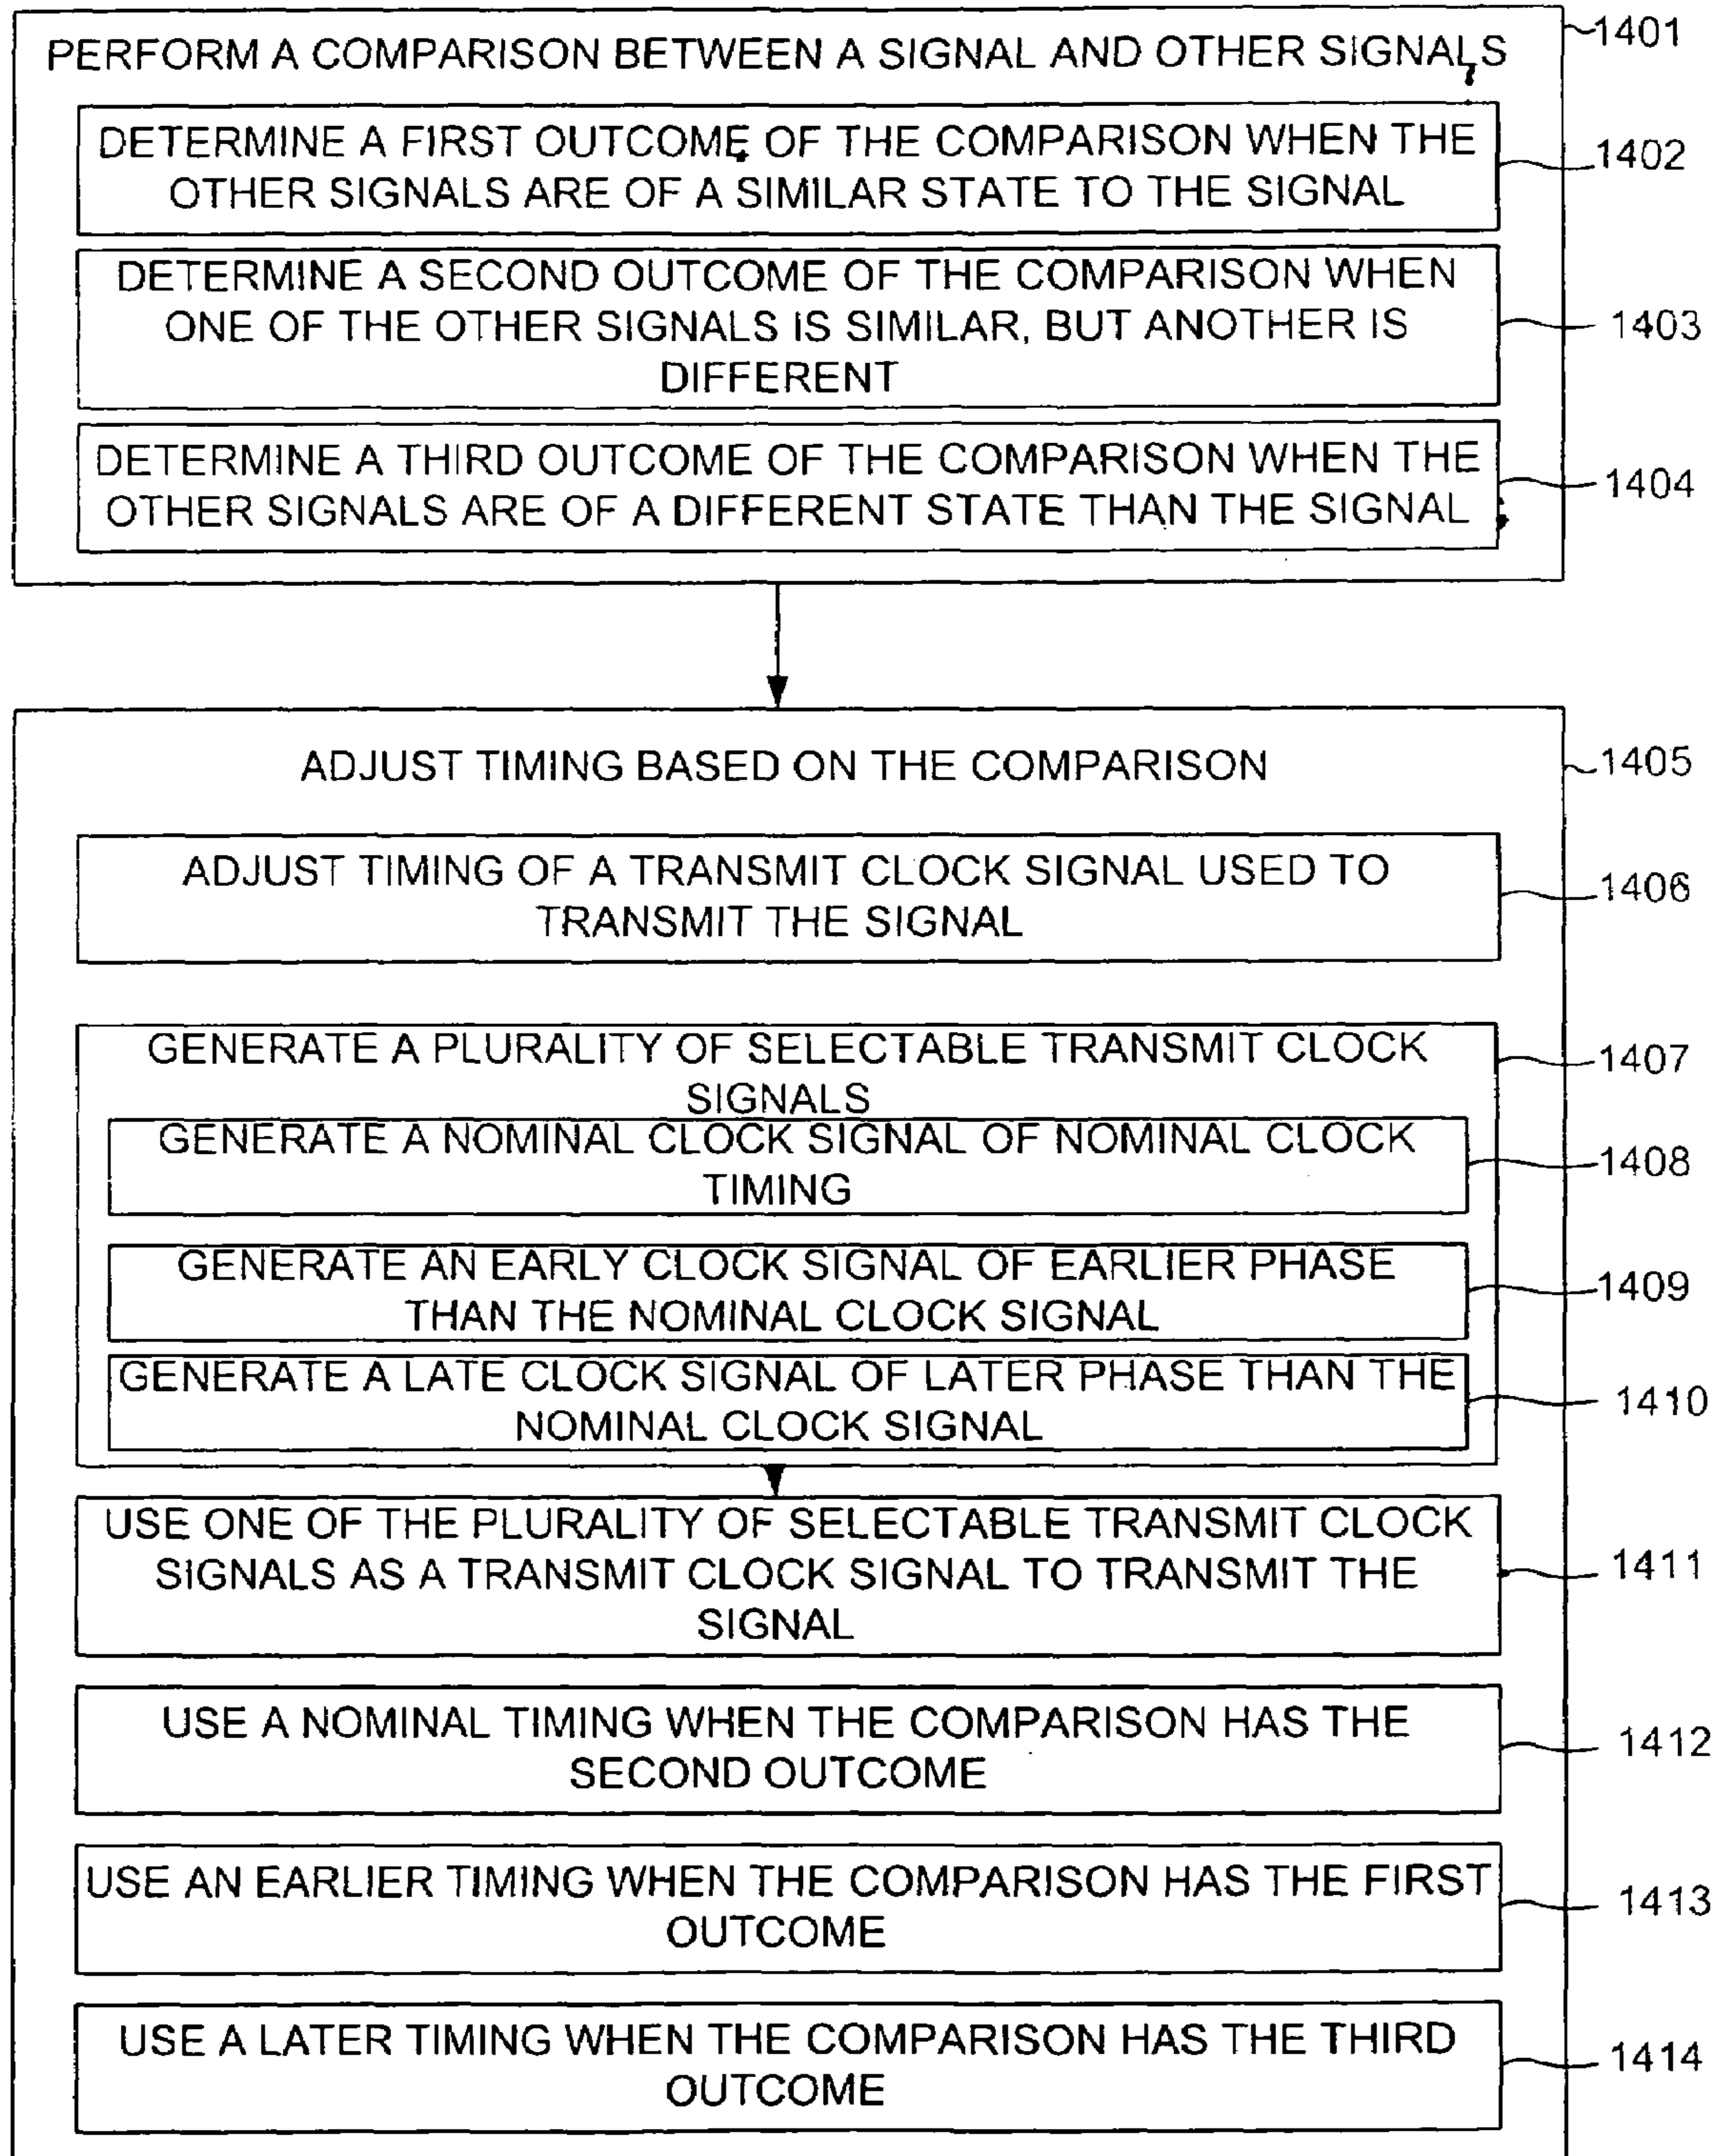 PERFORM A COMPARISON BETWEEN A SIGNAL AND OTHER SIGNALS
1401
DETERMINE A FIRST OUTCOME OF THE COMPARISON WHEN THE
OTHER SIGNALS ARE OF A SIMILAR STATE TO THE SIGNAL
1402
DETERMINE A SECOND OUTCOME OF THE COMPARISON WHEN
ONE OF THE OTHER SIGNALS IS SIMILAR, BUT ANOTHER IS
DIFFERENT
1403
DETERMINE A THIRD OUTCOME OF THE COMPARISON WHEN THE
OTHER SIGNALS ARE OF A DIFFERENT STATE THAN THE SIGNAL
1404
ADJUST TIMING BASED ON THE COMPARISON
1405
ADJUST TIMING OF A TRANSMIT CLOCK SIGNAL USED TO
TRANSMIT THE SIGNAL
1406
GENERATE A PLURALITY OF SELECTABLE TRANSMIT CLOCK
SIGNALS
1407
GENERATE A NOMINAL CLOCK SIGNAL OF NOMINAL CLOCK
TIMING
1408
GENERATE AN EARLY CLOCK SIGNAL OF EARLIER PHASE
THAN THE NOMINAL CLOCK SIGNAL
1409
GENERATE A LATE CLOCK SIGNAL OF LATER PHASE THAN THE
NOMINAL CLOCK SIGNAL
1410
USE ONE OF THE PLURALITY OF SELECTABLE TRANSMIT CLOCK
SIGNALS AS A TRANSMIT CLOCK SIGNAL TO TRANSMIT THE
SIGNAL
1411
USE A NOMINAL TIMING WHEN THE COMPARISON HAS THE
SECOND OUTCOME
1412
USE AN EARLIER TIMING WHEN THE COMPARISON HAS THE FIRST
OUTCOME
1413
USE A LATER TIMING WHEN THE COMPARISON HAS THE THIRD
OUTCOME
1414